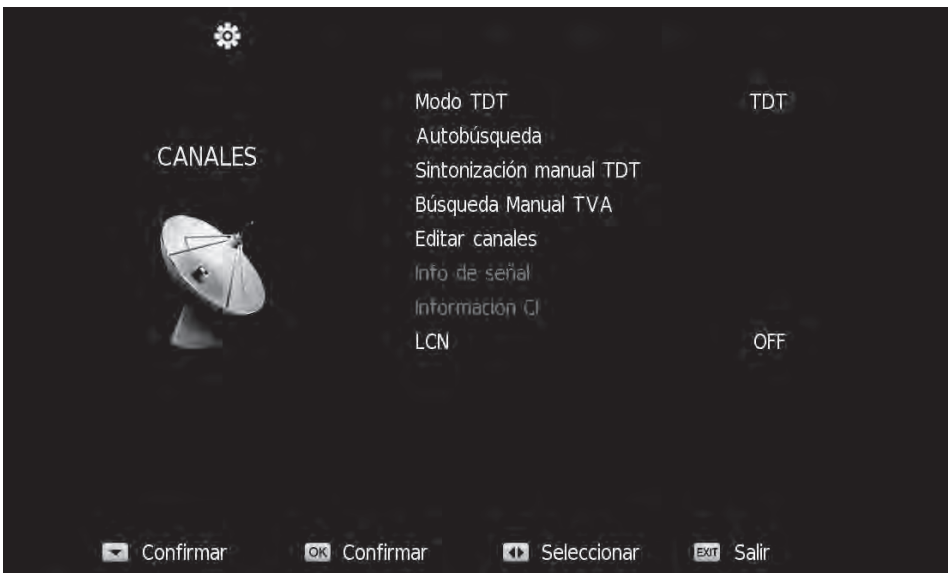 CANALES
Modo TDT TDT
Autobúsqueda
Sintonización manual TDT
Búsqueda Manual TVA
Editar canales
Info de señal
Información CI
LCN OFF
Confirmar OK Confirmar Seleccionar EXIT Salir